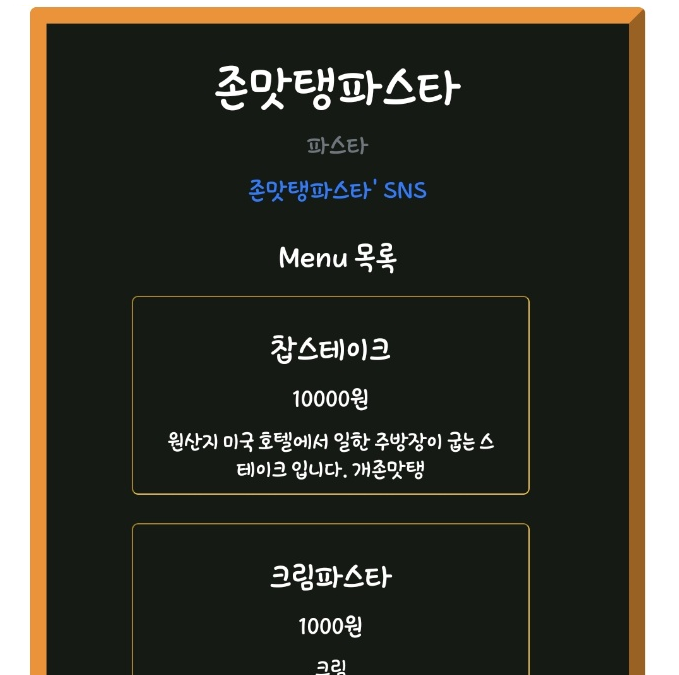 존맛탱파스타
파스타
존맛탱파스타' SNS
Menu 목록
찹스테이크
10000원
원산지 미국 호텔에서 일한 주방장이 굽는 스
테이크 입니다. 개존맛탱
크림파스타
1000원
크림